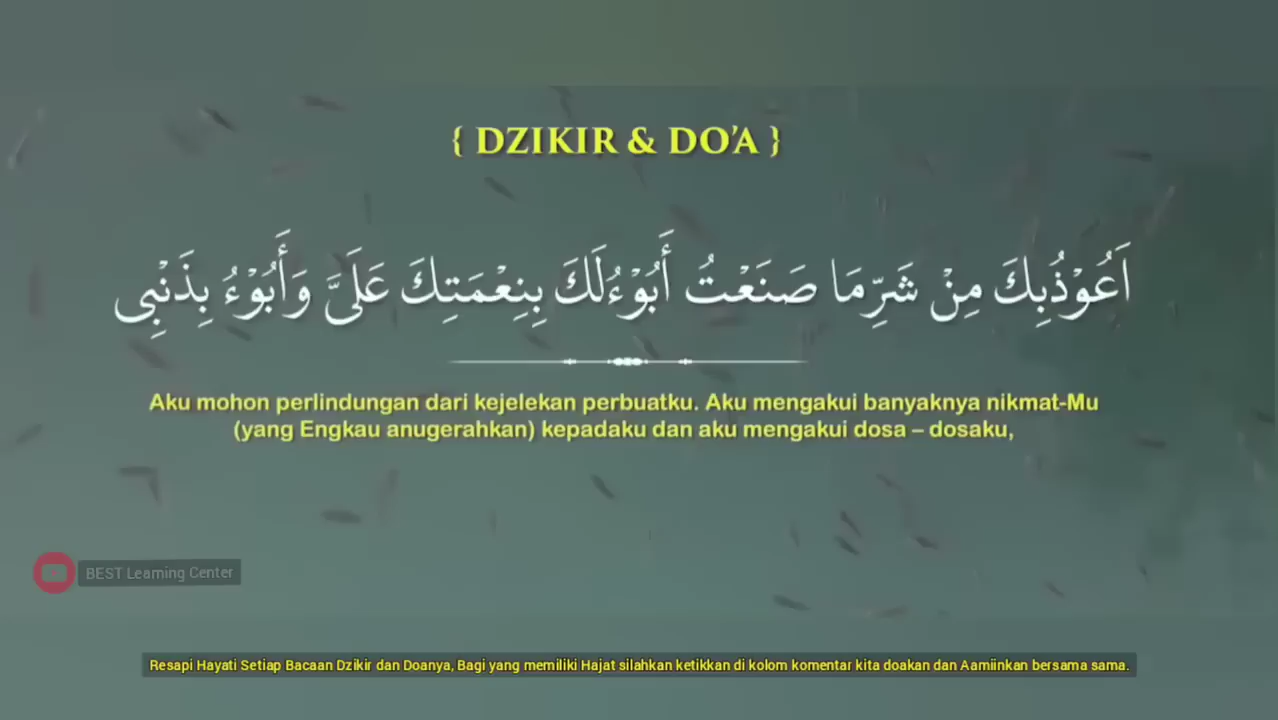 { DZIKIR & DO’A }
اَعُوْذُبِكَ مِنْ شَرِّمَا صَنَعْتُ أَبُوْءُلَكَ بِنِعْمَتِكَ عَلَيَّ وَأَبُوْءُ بِذَنْبِى
Aku mohon perlindungan dari kejelekan perbuatku. Aku mengakui banyaknya nikmat-Mu
(yang Engkau anugerahkan) kepadaku dan aku mengakui dosa – dosaku,
BEST Learning Center
Resapi Hayati Setiap Bacaan Dzikir dan Doanya, Bagi yang memiliki Hajat silahkan ketikkan di kolom komentar kita doakan dan Aamiinkan bersama sama.